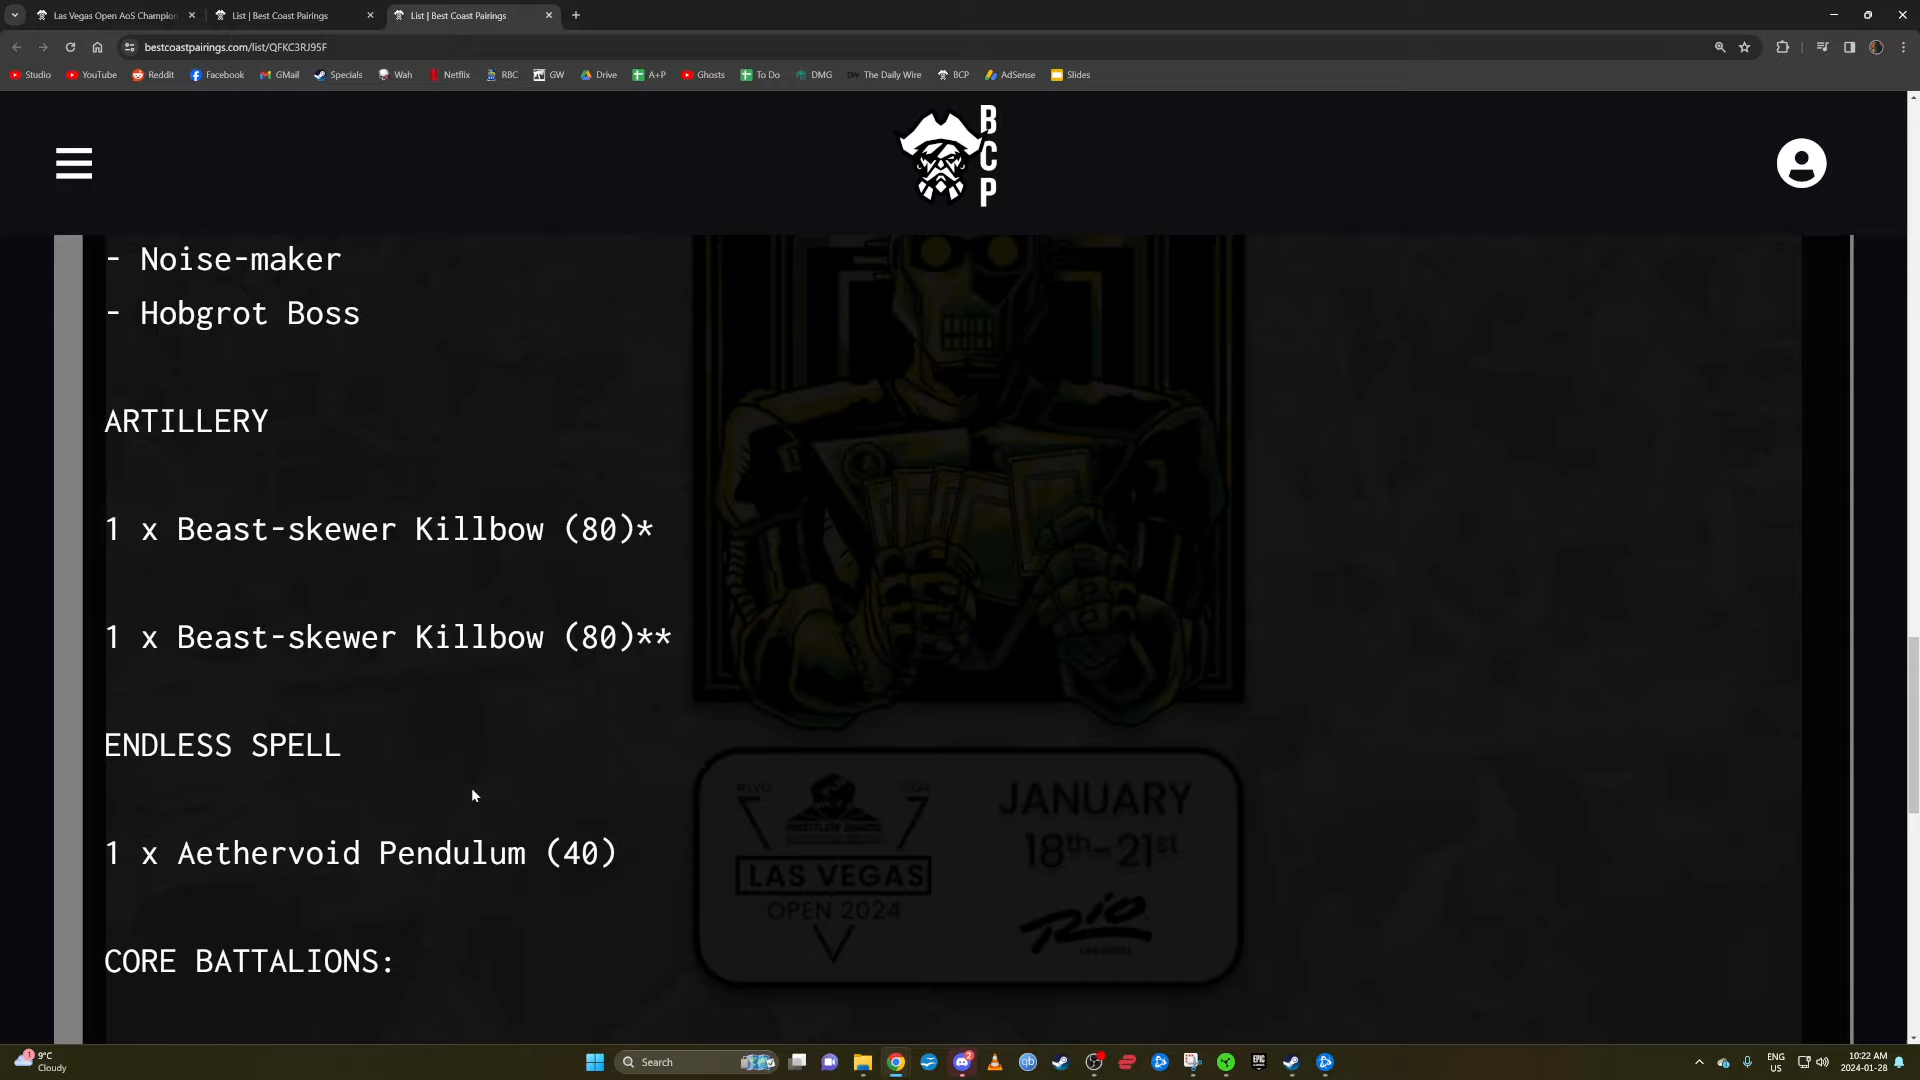 Las Vegas Open AoS Champion
List | Best Coast Pairings
List | Best Coast Pairings
bestcoastpairings.com/list/QFKC3RJ95F
Studio YouTube Reddit Facebook GMail Specials Wah Netflix RBC GW Drive A+P Ghosts To Do DMG The Daily Wire BCP AdSense Slides
B
C
P
- Noise-maker
- Hobgrot Boss
ARTILLERY
1 x Beast-skewer Killbow (80)*
1 x Beast-skewer Killbow (80)**
ENDLESS SPELL
1 x Aethervoid Pendulum (40)
CORE BATTALIONS:
2024
LAS VEGAS
OPEN 2024
JANUARY
18th-21st
Rio
9°C
Cloudy
Search
ENG
US
10:22 AM
2024-01-28